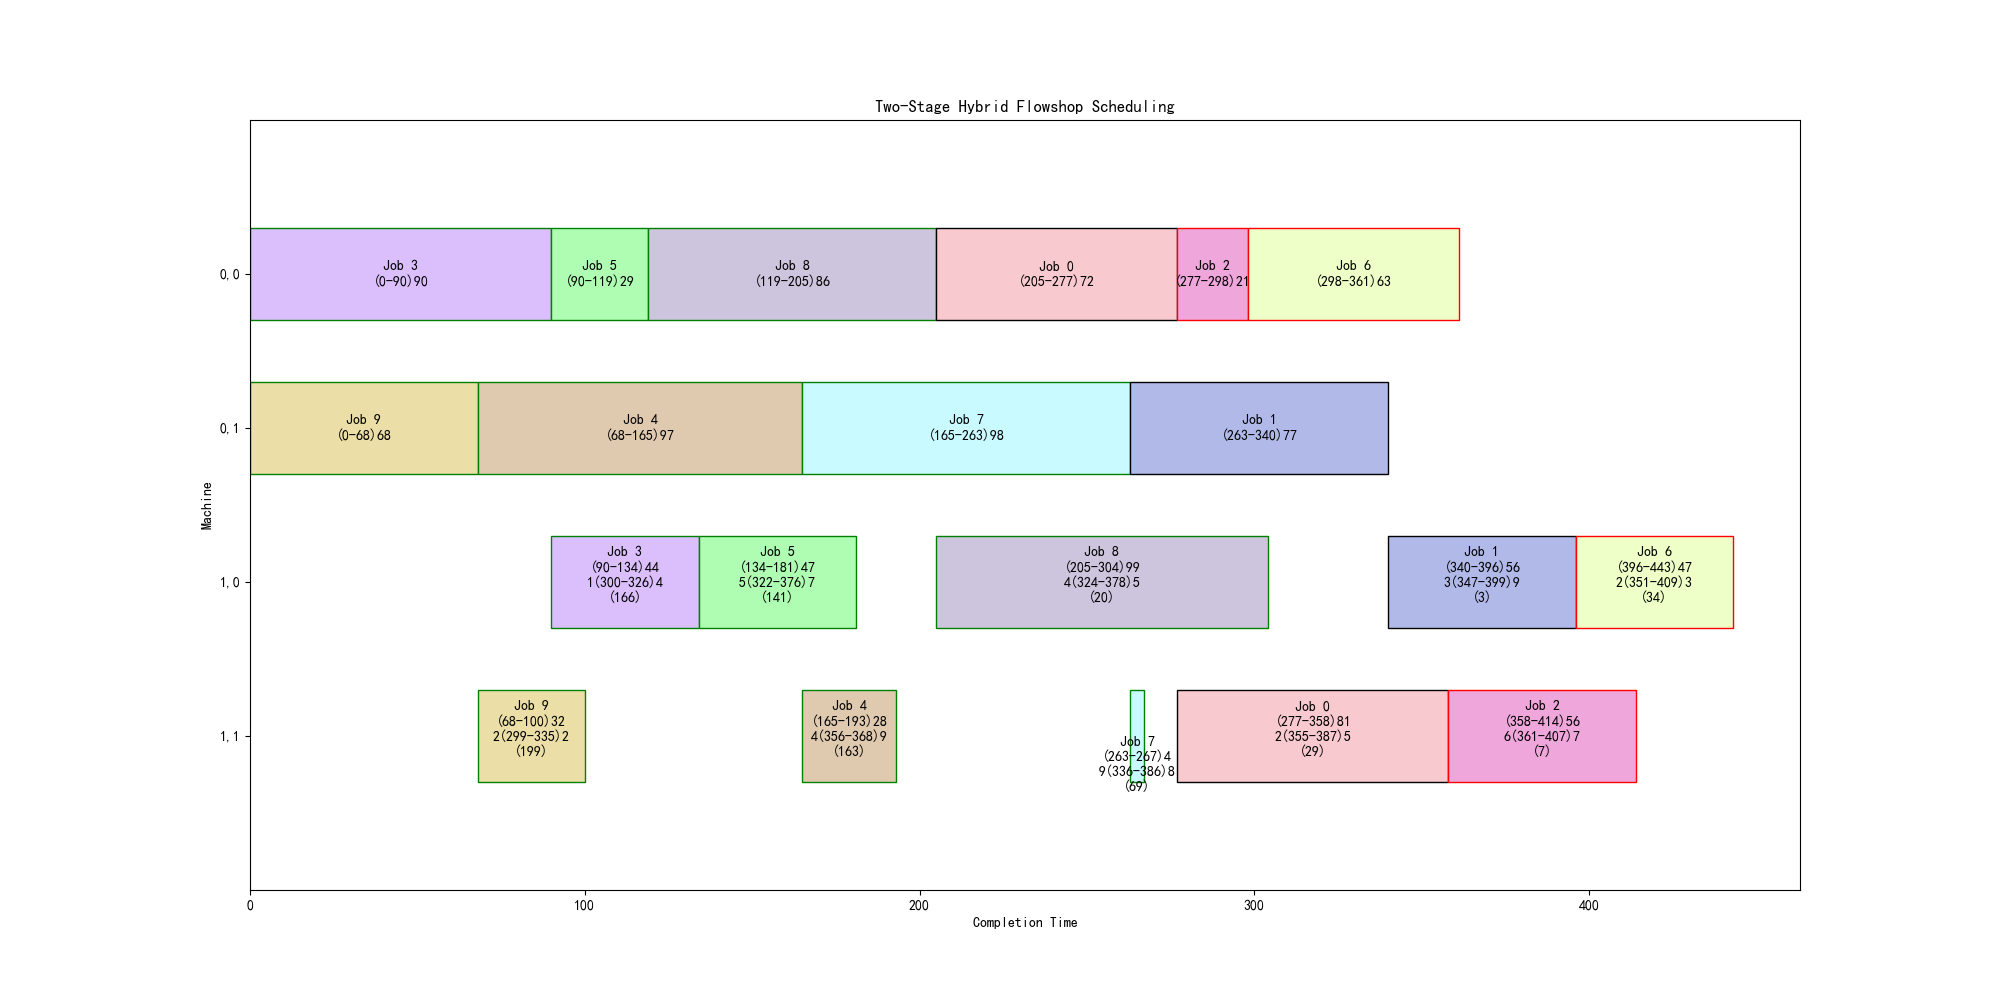 Two-Stage Hybrid Flowshop Scheduling
Machine
0,0
Job 3
(0-90)90
Job 5
(90-119)29
Job 8
(119-205)86
Job 0
(205-277)72
Job 2
(277-298)21
Job 6
(298-361)63
0,1
Job 9
(0-68)68
Job 4
(68-165)97
Job 7
(165-263)98
Job 1
(263-340)77
1,0
Job 3
(90-134)44
1(300-326)4
(166)
Job 5
(134-181)47
5(322-376)7
(141)
Job 8
(205-304)99
4(324-378)5
(20)
Job 1
(340-396)56
3(347-399)9
(3)
Job 6
(396-443)47
2(351-409)3
(34)
1,1
Job 9
(68-100)32
2(299-335)2
(199)
Job 4
(165-193)28
4(356-368)9
(163)
Job 7
(263-267)4
9(336-386)8
(69)
Job 0
(277-358)81
2(355-387)5
(29)
Job 2
(358-414)56
6(361-407)7
(7)
0
100
200
300
400
Completion Time